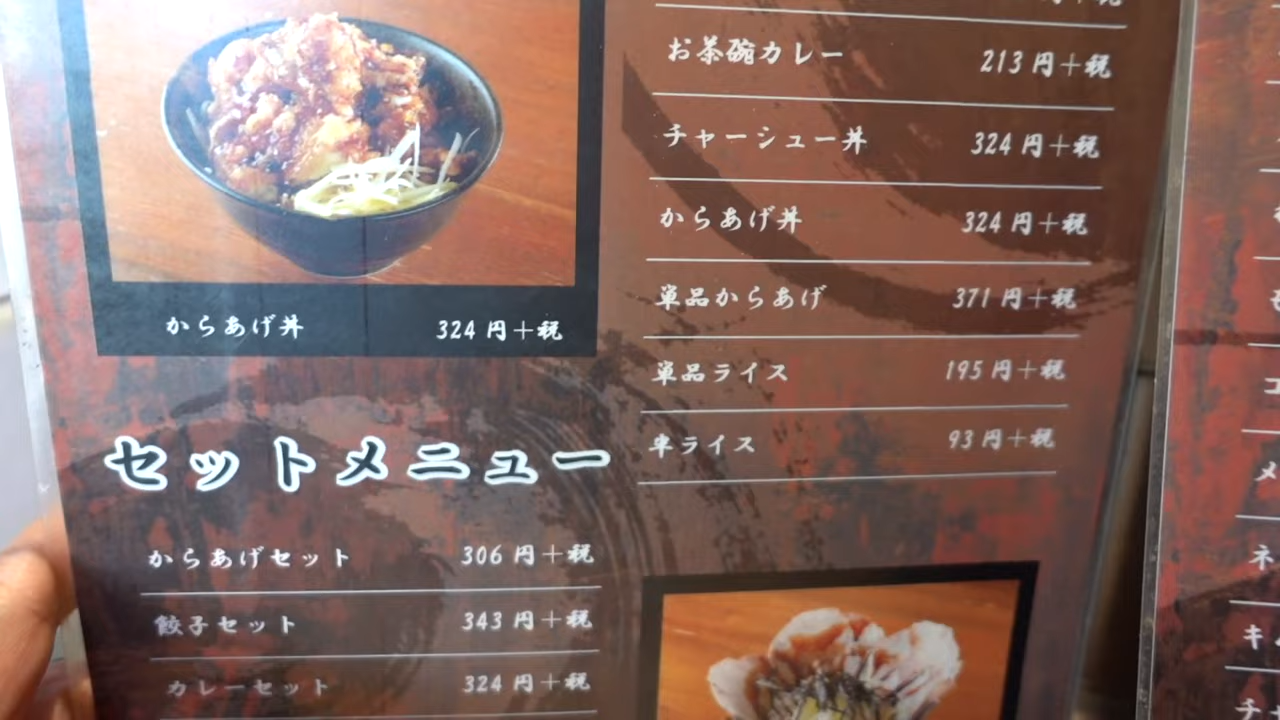 からあげ丼 324円+税
セットメニュー
からあげセット 306円+税
餃子セット 343円+税
カレーセット 324円+税
お茶碗カレー 213円+税
チャーシュー丼 324円+税
からあげ丼 324円+税
単品からあげ 371円+税
単品ライス 195円+税
半ライス 93円+税
コ
メ
ネ
キ
チ